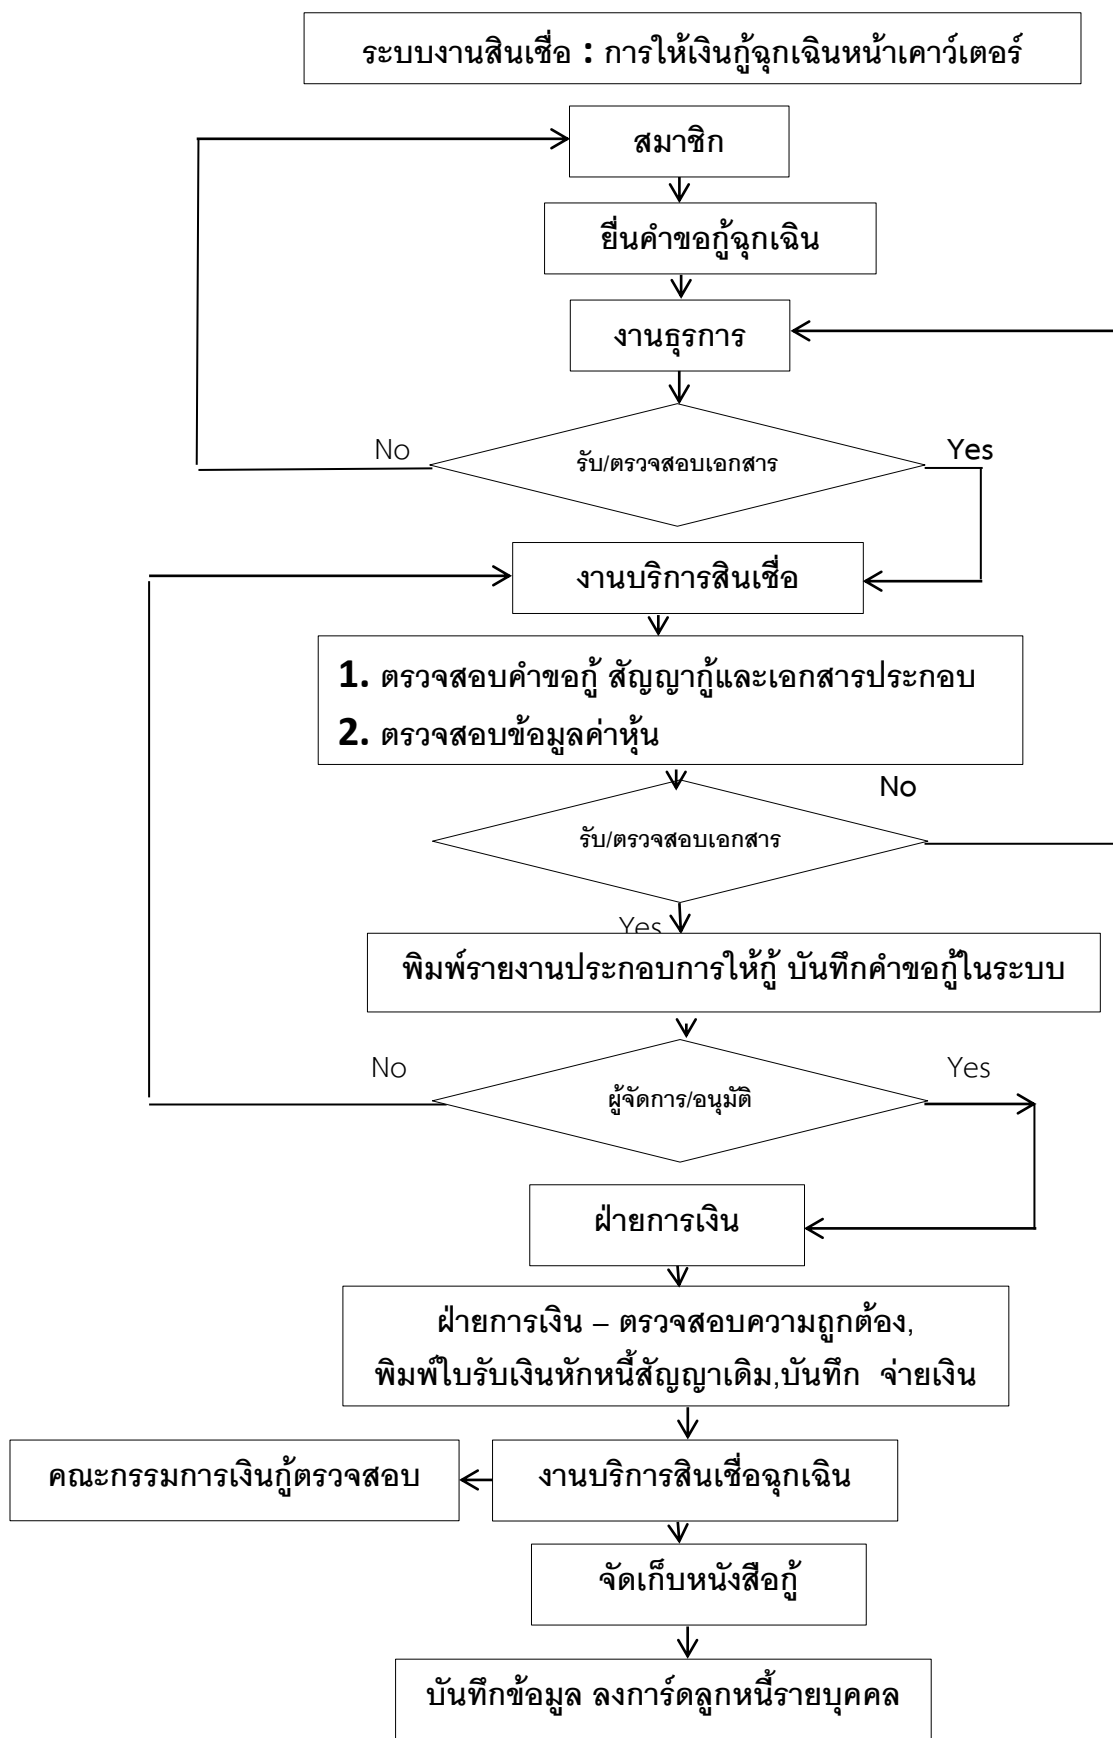 ระบบงานสินเชื่อ : การให้เงินกู้ฉุกเฉินหน้าเคาว์เตอร์
สมาชิก
ยื่นคำขอกู้ฉุกเฉิน
งานธุรการ
No
รับ/ตรวจสอบเอกสาร
Yes
งานบริการสินเชื่อ
1. ตรวจสอบคำขอกู้ สัญญากู้และเอกสารประกอบ
2. ตรวจสอบข้อมูลค่าหุ้น
No
รับ/ตรวจสอบเอกสาร
Yes
พิมพ์รายงานประกอบการให้กู้ บันทึกคำขอกู้ในระบบ
No
ผู้จัดการ/อนุมัติ
Yes
ฝ่ายการเงิน
ฝ่ายการเงิน – ตรวจสอบความถูกต้อง,
พิมพ์ใบรับเงินหักหนี้สัญญาเดิม,บันทึก จ่ายเงิน
คณะกรรมการเงินกู้ตรวจสอบ
งานบริการสินเชื่อฉุกเฉิน
จัดเก็บหนังสือกู้
บันทึกข้อมูล ลงการ์ดลูกหนี้รายบุคคล